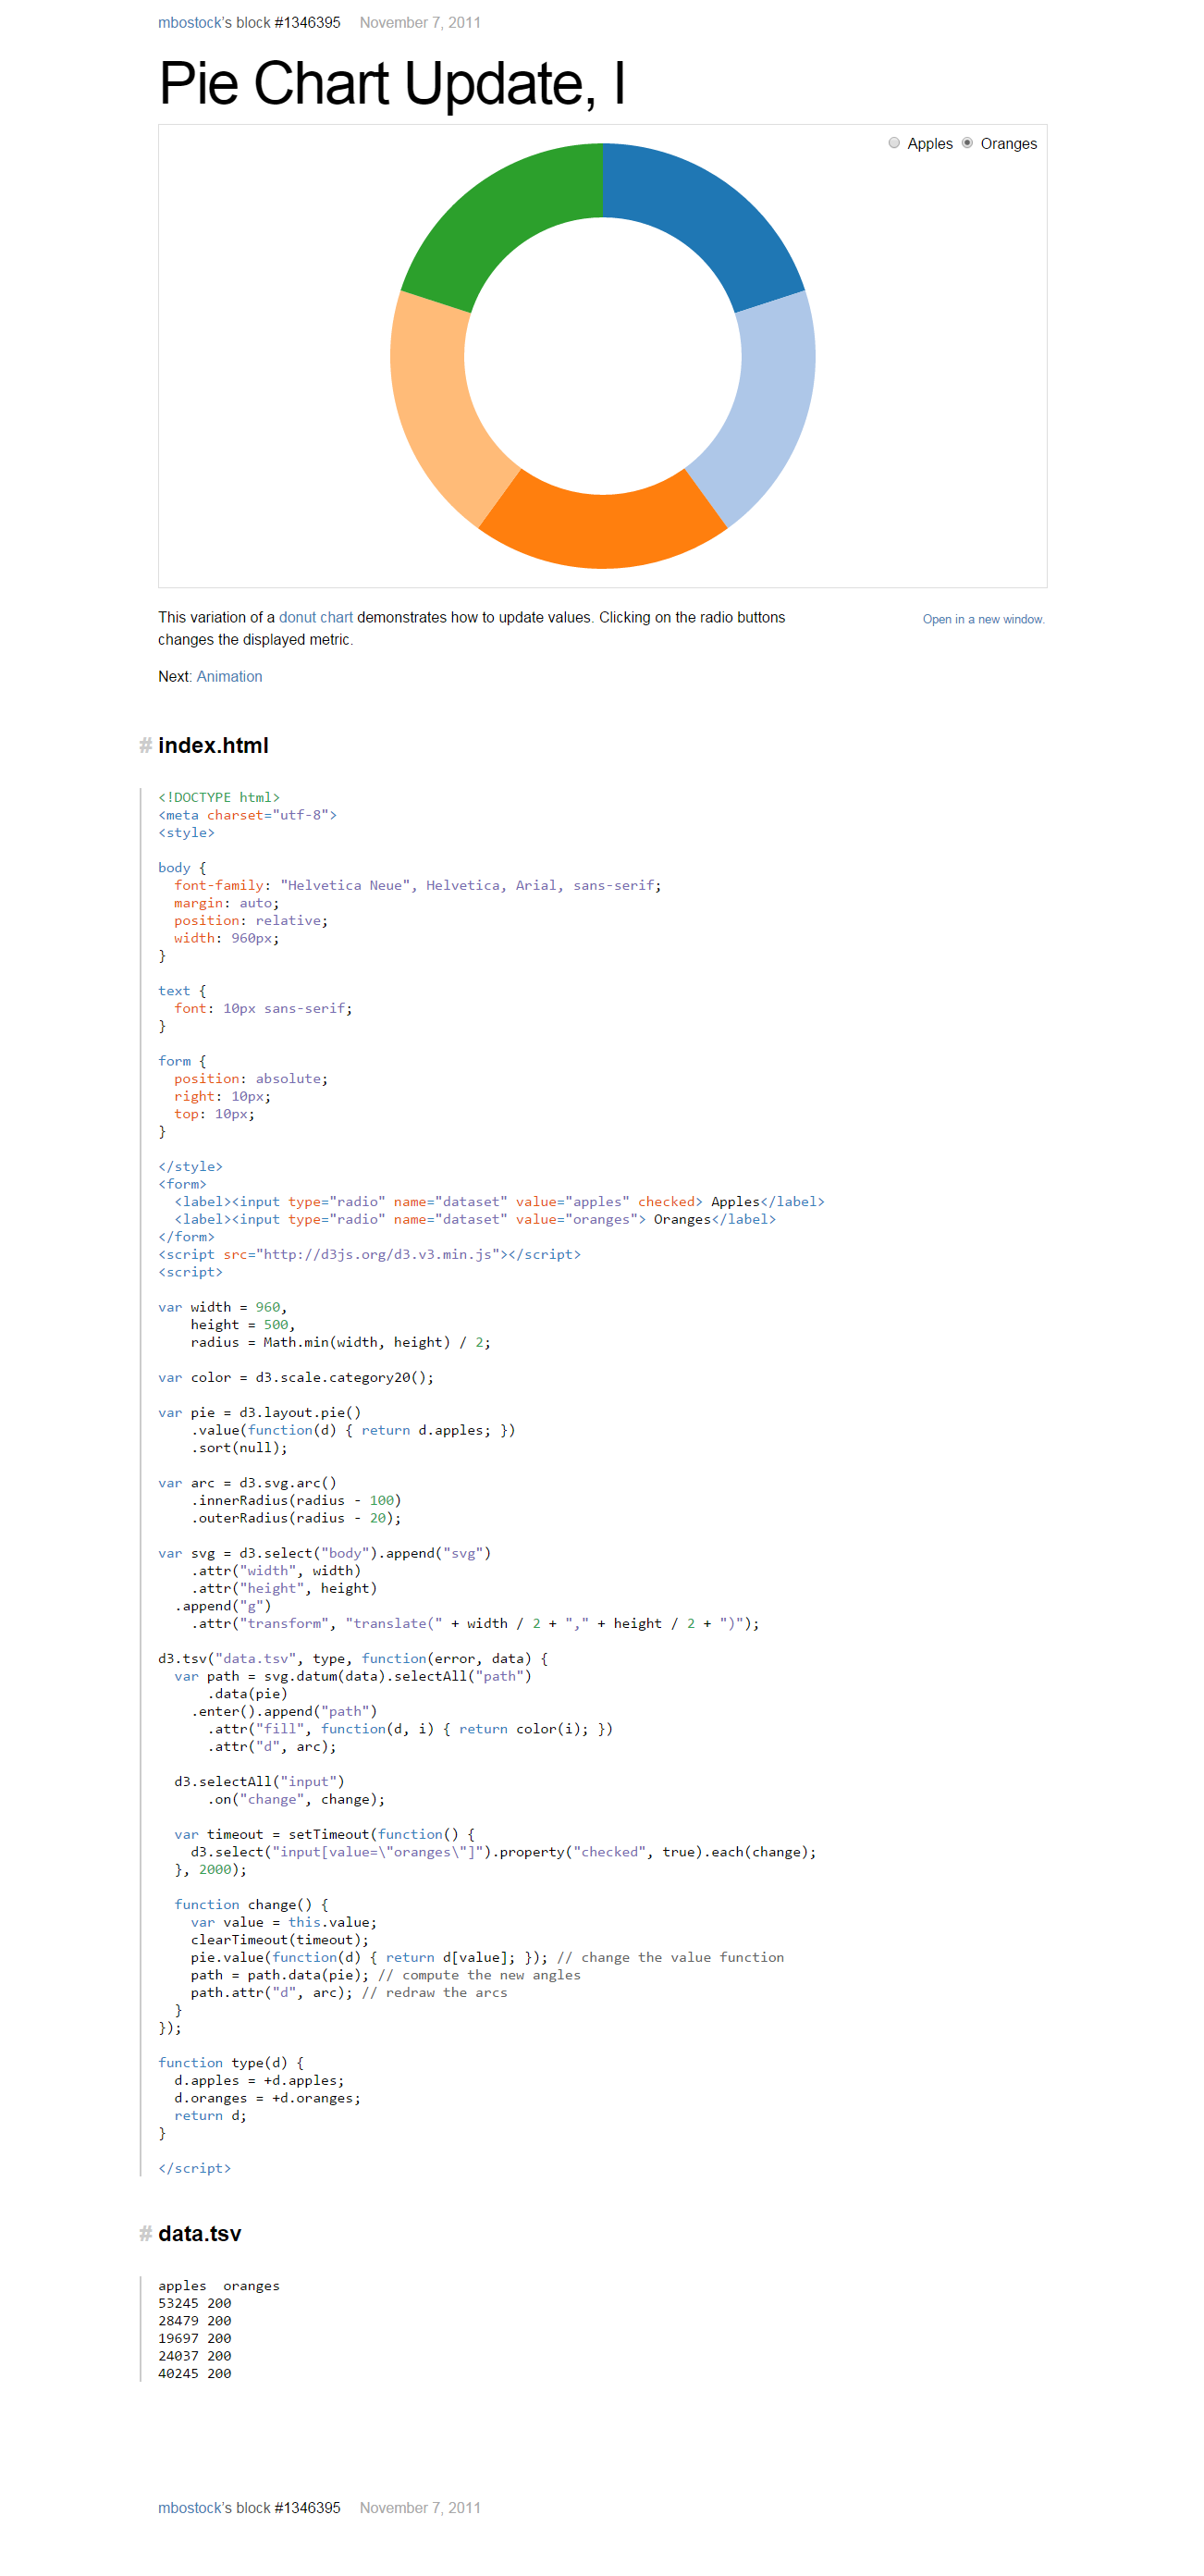 mbostock's block #1346395 November 7, 2011
Pie Chart Update, I
Apples Oranges
This variation of a donut chart demonstrates how to update values. Clicking on the radio buttons
changes the displayed metric.
Open in a new window.
Next: Animation
# index.html
<!DOCTYPE html>
<meta charset="utf-8">
<style>
body {
  font-family: "Helvetica Neue", Helvetica, Arial, sans-serif;
  margin: auto;
  position: relative;
  width: 960px;
}
text {
  font: 10px sans-serif;
}
form {
  position: absolute;
  right: 10px;
  top: 10px;
}
</style>
<form>
  <label><input type="radio" name="dataset" value="apples" checked> Apples</label>
  <label><input type="radio" name="dataset" value="oranges"> Oranges</label>
</form>
<script src="http://d3js.org/d3.v3.min.js"></script>
<script>
var width = 960,
    height = 500,
    radius = Math.min(width, height) / 2;
var color = d3.scale.category20();
var pie = d3.layout.pie()
    .value(function(d) { return d.apples; })
    .sort(null);
var arc = d3.svg.arc()
    .innerRadius(radius - 100)
    .outerRadius(radius - 20);
var svg = d3.select("body").append("svg")
    .attr("width", width)
    .attr("height", height)
  .append("g")
    .attr("transform", "translate(" + width / 2 + "," + height / 2 + ")");
d3.tsv("data.tsv", type, function(error, data) {
  var path = svg.datum(data).selectAll("path")
      .data(pie)
    .enter().append("path")
      .attr("fill", function(d, i) { return color(i); })
      .attr("d", arc);
  d3.selectAll("input")
      .on("change", change);
  var timeout = setTimeout(function() {
    d3.select("input[value=\"oranges\"]").property("checked", true).each(change);
  }, 2000);
  function change() {
    var value = this.value;
    clearTimeout(timeout);
    pie.value(function(d) { return d[value]; }); // change the value function
    path = path.data(pie); // compute the new angles
    path.attr("d", arc); // redraw the arcs
  }
});
function type(d) {
  d.apples = +d.apples;
  d.oranges = +d.oranges;
  return d;
}
</script>
# data.tsv
apples  oranges
53245 200
28479 200
19697 200
24037 200
40245 200
mbostock's block #1346395 November 7, 2011